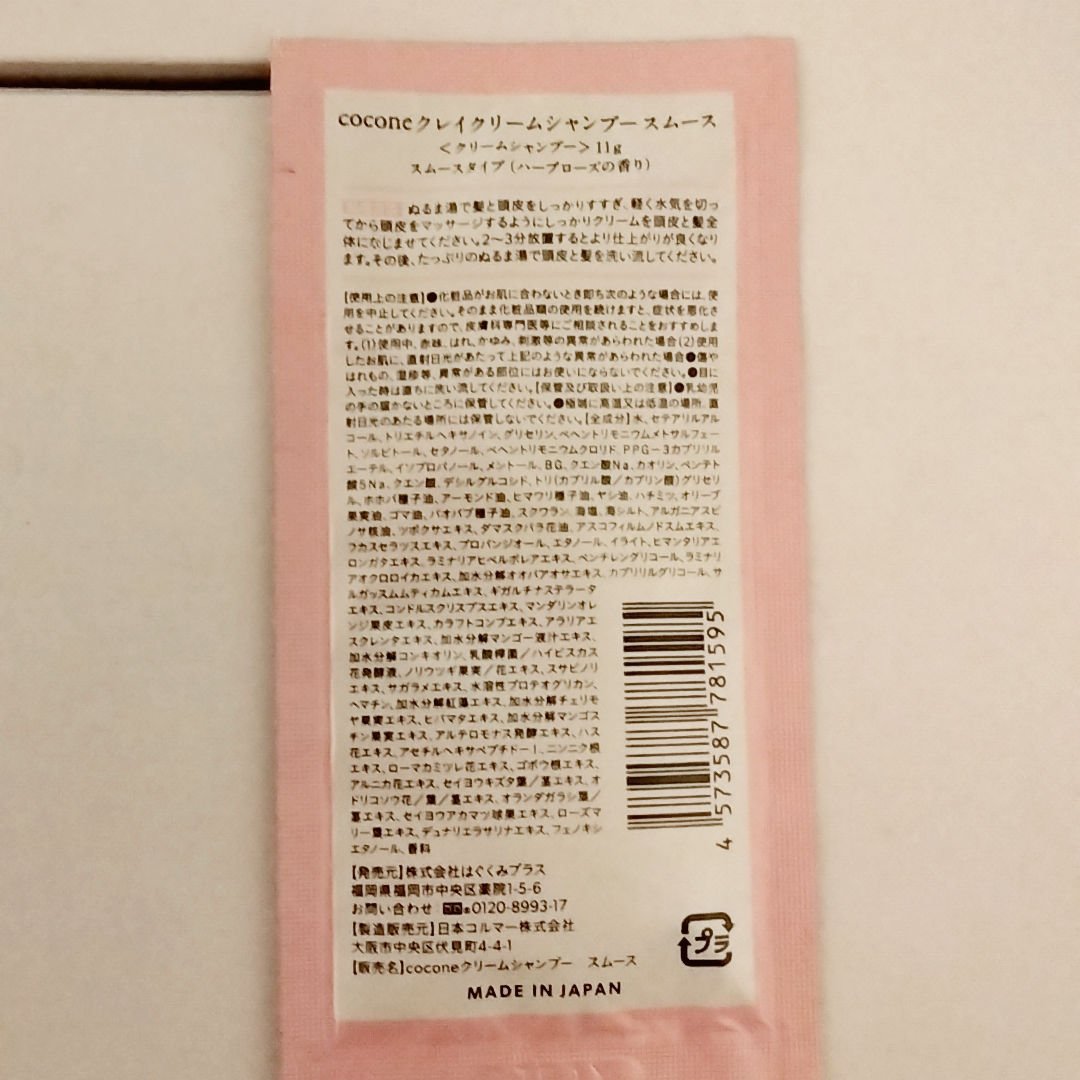 coconeクレイクリームシャンプー スムース
＜クリームシャンプー＞11g
スムースタイプ（ハーブローズの香り）
ぬるま湯で髪と頭皮をしっかりすすぎ、軽く水気を切っ
てから頭皮をマッサージするようにしっかりクリームを頭皮と髪全
体になじませてください。2〜3分放置するとより仕上がりが良くなり
ます。その後、たっぷりのぬるま湯で頭皮と髪を洗い流してください。
【使用上の注意】●化粧品がお肌に合わないとき即ち次のような場合には、使
用を中止してください。そのまま化粧品類の使用を続けますと、症状を悪化さ
せることがありますので、皮膚科専門医等にご相談されることをおすすめしま
す。(1)使用中、赤味、はれ、かゆみ、刺激等の異常があらわれた場合(2)使用
したお肌に、直射日光があたって上記のような異常があらわれた場合●傷や
はれもの、湿疹等、異常がある部位にはお使いにならないでください。●目に
入った時は直ちに洗い流してください。【保管及び取扱い上の注意】●乳幼児
の手の届かないところに保管してください。●極端に高温又は低温の場所、直
射日光のあたる場所には保管しないでください。【全成分】水、セテアリルアル
コール、トリエチルヘキサノイン、グリセリン、ベヘントリモニウムメトサルフェー
ト、ソルビトール、セタノール、ベヘントリモニウムクロリド、PPG-3カプリリル
エーテル、イソプロパノール、メントール、BG、クエン酸Na、カオリン、ペンテト
酸5Na、クエン酸、デシルグルコシド、トリ(カプリル酸/カプリン酸)グリセリ
ル、ホホバ種子油、アーモンド油、ヒマワリ種子油、ヤシ油、ハチミツ、オリーブ
果実油、ゴマ油、バオバブ種子油、スクワラン、海塩、海シルト、アルガニアスピ
ノサ核油、ツボクサエキス、ダマスクバラ花油、アスコフィルムノドスムエキス、
フカスセラツスエキス、プロパンジオール、エタノール、イライト、ヒマンタリアエ
ロンガタエキス、ラミナリアヒペルボレアエキス、ペンチレングリコール、ラミナリ
アオクロロイカエキス、加水分解オオバアオサエキス、カプリリルグリコール、サ
ルガッスムムティカムエキス、ギガルチナステラータ
エキス、コンドルスクリスプスエキス、マンダリンオレ
ンジ果皮エキス、カラフトコンブエキス、アラリアエ
スクレンタエキス、加水分解マンゴー液汁エキス、
加水分解コンキオリン、乳酸桿菌/ハイビスカス
花発酵液、ノリウツギ果実/花エキス、スサビノリ
エキス、サガラメエキス、水溶性プロテオグリカン、
ヘマチン、加水分解紅藻エキス、加水分解チェリモ
ヤ果実エキス、ヒバマタエキス、加水分解マンゴス
チン果実エキス、アルテロモナス発酵エキス、ハス
花エキス、アセチルヘキサペプチド-1、ニンニク根
エキス、ローマカミツレ花エキス、ゴボウ根エキス、
アルニカ花エキス、セイヨウキズタ葉/茎エキス、オ
ドリコソウ花/葉/茎エキス、オランダガラシ葉/
茎エキス、セイヨウアカマツ球果エキス、ローズマ
リー葉エキス、デュナリエラサリナエキス、フェノキシ
エタノール、香料
【発売元】株式会社はぐくみプラス
福岡県福岡市中央区薬院1-5-6
お問い合わせ 0120-8993-17
【製造販売元】日本コルマー株式会社
大阪市中央区伏見町4-4-1
【販売名】coconeクリームシャンプー スムース
MADE IN JAPAN
4 573587 781595
プラ